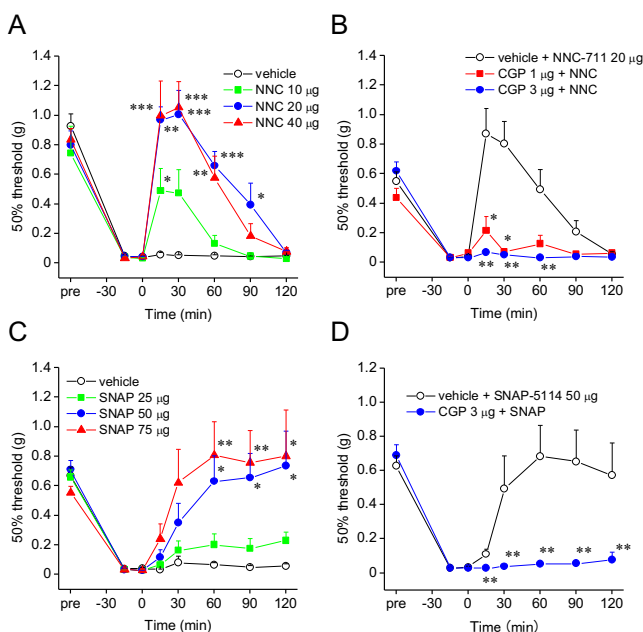 A
50% threshold (g)
1.4
1.2
1.0
0.8
0.6
0.4
0.2
0
vehicle
NNC 10 μg
NNC 20 μg
NNC 40 μg
***
***
***
**
*
***
**
*
pre
-30
0
30
60
90
120
Time (min)
B
50% threshold (g)
1.4
1.2
1.0
0.8
0.6
0.4
0.2
0
vehicle + NNC-711 20 μg
CGP 1 μg + NNC
CGP 3 μg + NNC
*
*
**
**
**
pre
-30
0
30
60
90
120
Time (min)
C
50% threshold (g)
1.4
1.2
1.0
0.8
0.6
0.4
0.2
0
vehicle
SNAP 25 μg
SNAP 50 μg
SNAP 75 μg
**
*
**
*
*
*
pre
-30
0
30
60
90
120
Time (min)
D
50% threshold (g)
1.4
1.2
1.0
0.8
0.6
0.4
0.2
0
vehicle + SNAP-5114 50 μg
CGP 3 μg + SNAP
**
**
**
**
**
pre
-30
0
30
60
90
120
Time (min)